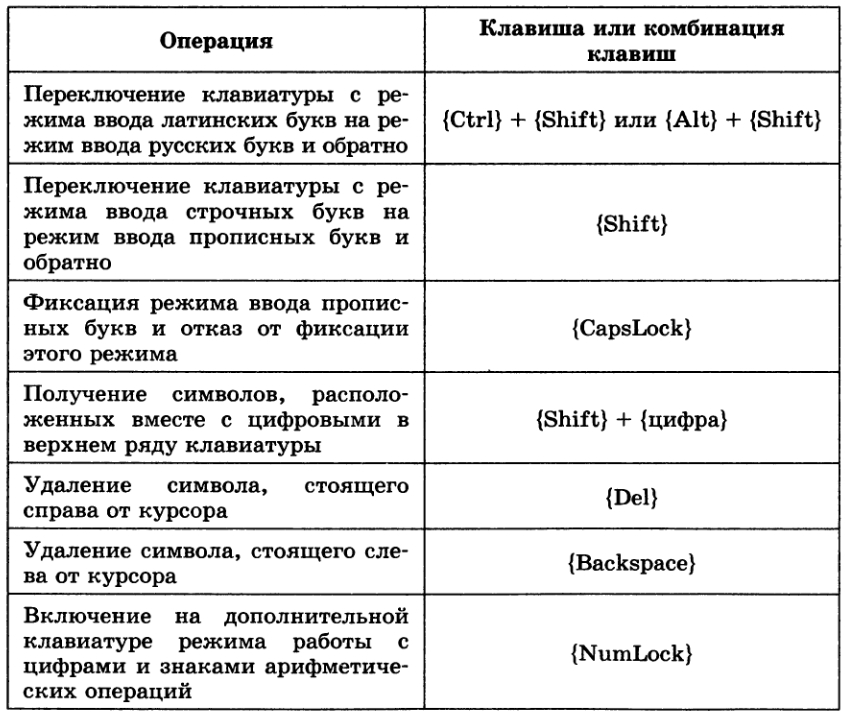 Операция
Клавиша или комбинация
клавиш
Переключение клавиатуры с ре-
жима ввода латинских букв на ре-
жим ввода русских букв и обратно
{Ctrl} + {Shift} или {Alt} + {Shift}
Переключение клавиатуры с ре-
жима ввода строчных букв на
режим ввода прописных букв и
обратно
{Shift}
Фиксация режима ввода пропис-
ных букв и отказ от фиксации
этого режима
{CapsLock}
Получение символов, располо-
женных вместе с цифровыми в
верхнем ряду клавиатуры
{Shift} + {цифра}
Удаление символа, стоящего
справа от курсора
{Del}
Удаление символа, стоящего сле-
ва от курсора
{Backspace}
Включение на дополнительной
клавиатуре режима работы с
цифрами и знаками арифметиче-
ских операций
{NumLock}